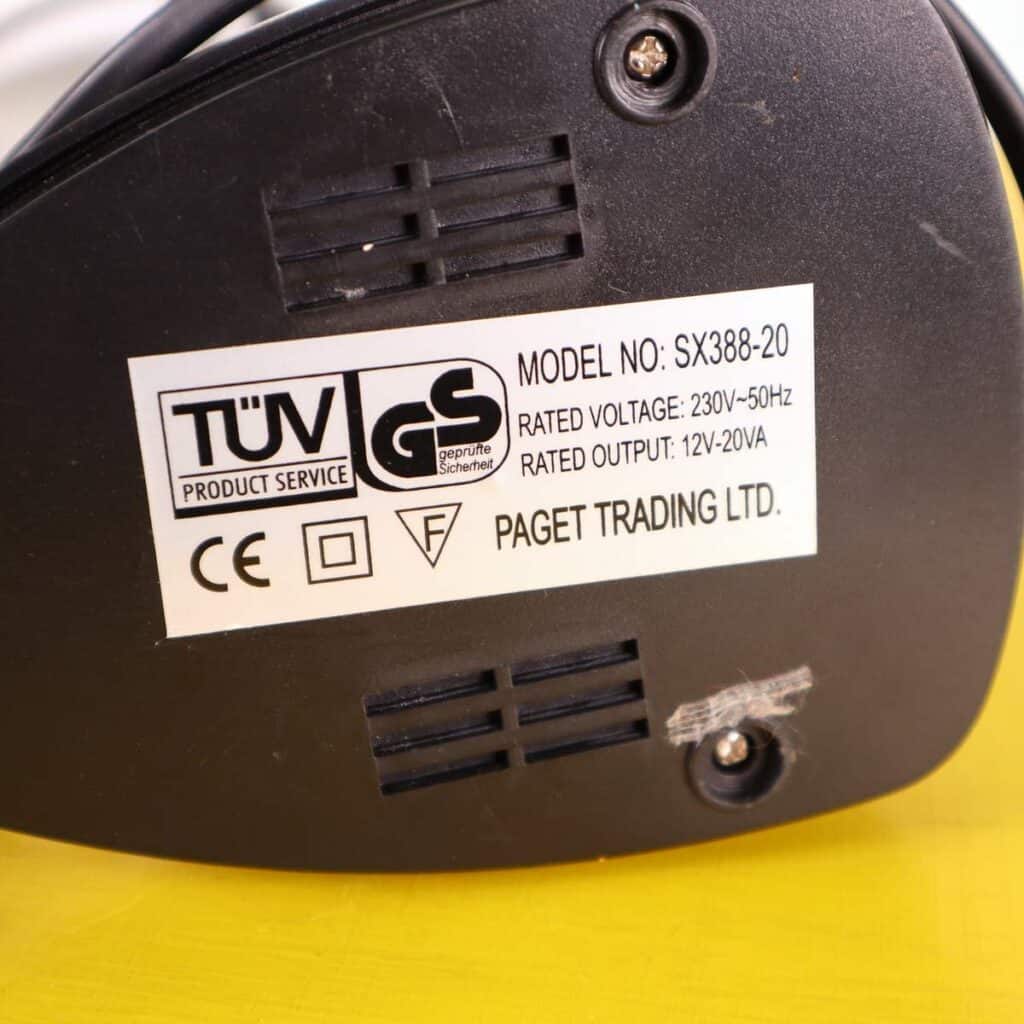 TÜV
PRODUCT SERVICE
GS
geprüfte
Sicherheit
MODEL NO: SX388-20
RATED VOLTAGE: 230V~50Hz
RATED OUTPUT: 12V-20VA
CE
F
PAGET TRADING LTD.